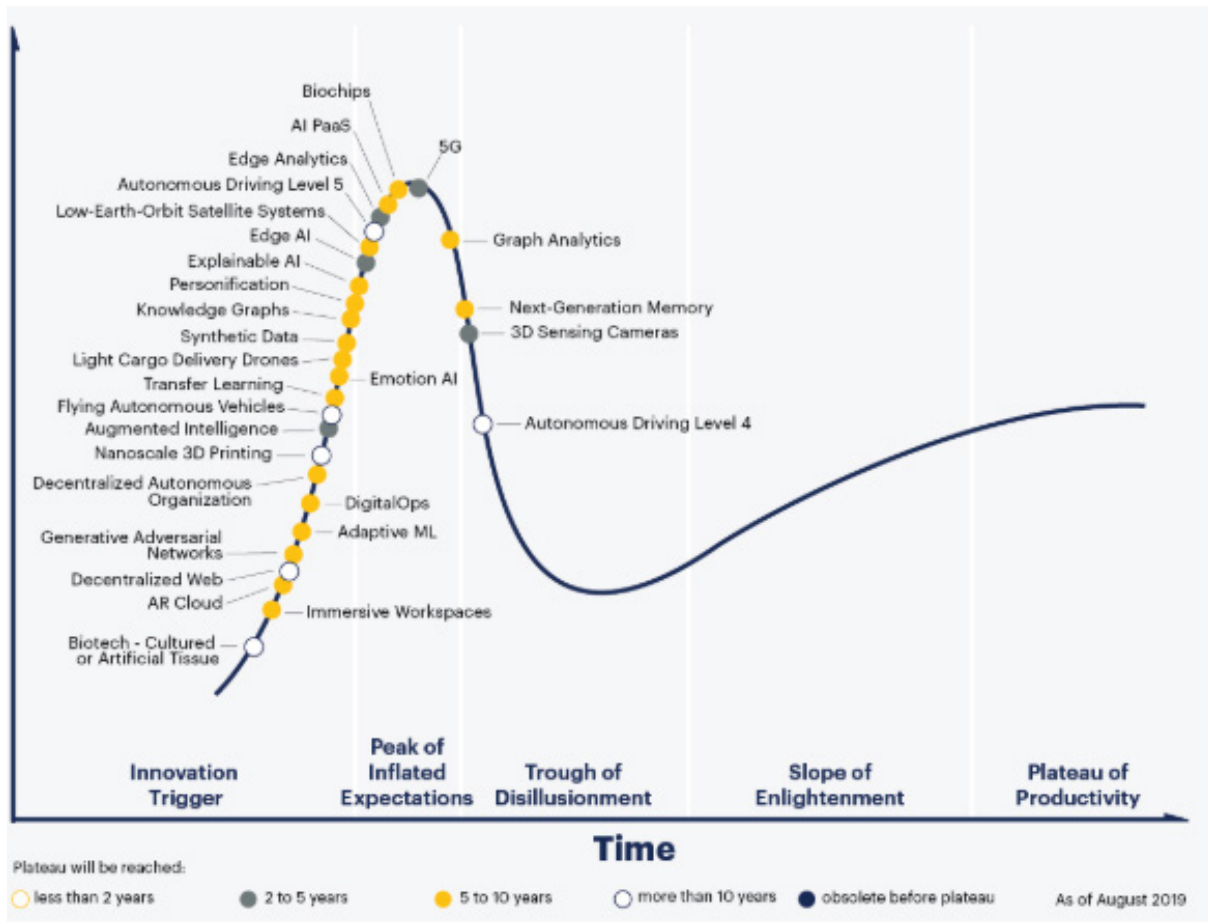 Biochips
AI PaaS
5G
Edge Analytics
Autonomous Driving Level 5
Low-Earth-Orbit Satellite Systems
Edge AI
Graph Analytics
Explainable AI
Personification
Knowledge Graphs
Next-Generation Memory
Synthetic Data
3D Sensing Cameras
Light Cargo Delivery Drones
Emotion AI
Transfer Learning
Flying Autonomous Vehicles
Augmented Intelligence
Autonomous Driving Level 4
Nanoscale 3D Printing
Decentralized Autonomous
Organization
DigitalOps
Adaptive ML
Generative Adversarial
Networks
Decentralized Web
AR Cloud
Immersive Workspaces
Biotech - Cultured
or Artificial Tissue
Innovation
Trigger
Peak of
Inflated
Expectations
Trough of
Disillusionment
Slope of
Enlightenment
Plateau of
Productivity
Time
Plateau will be reached:
less than 2 years
2 to 5 years
5 to 10 years
more than 10 years
obsolete before plateau
As of August 2019